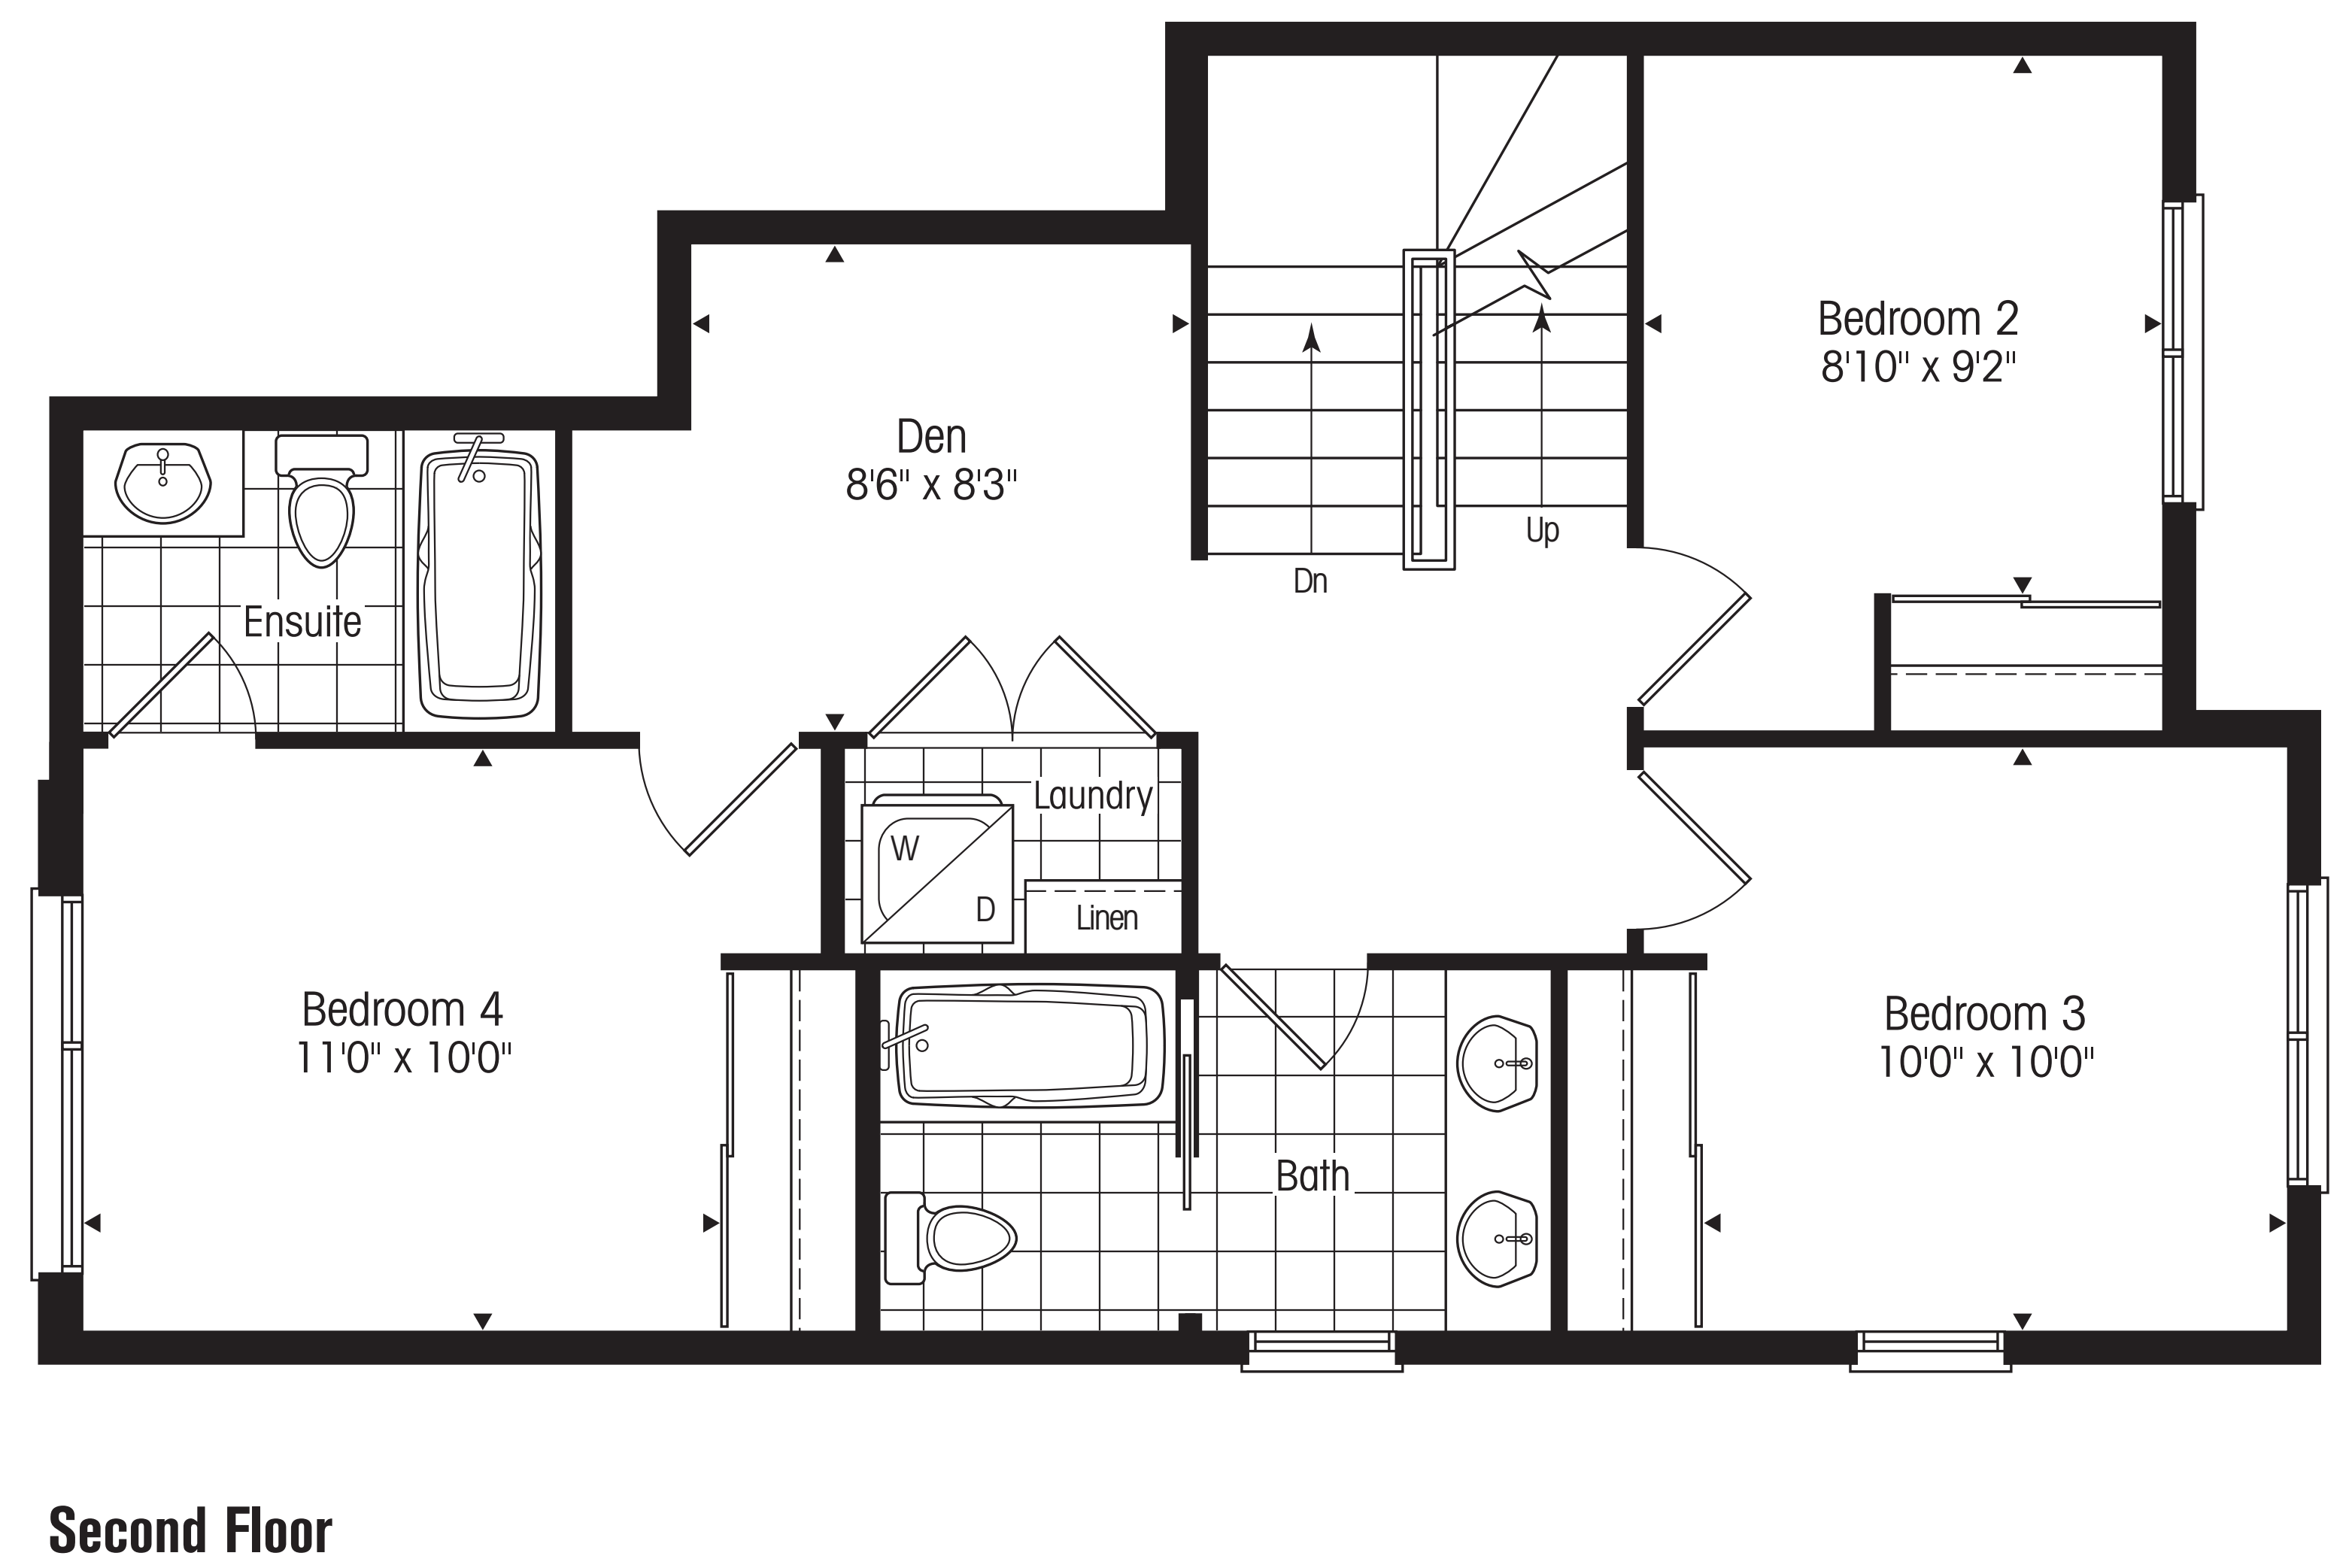 Bedroom 2
8'10" x 9'2"
Den
8'6" x 8'3"
Up
Dn
Ensuite
Laundry
W
D
Linen
Bedroom 4
11'0" x 10'0"
Bedroom 3
10'0" x 10'0"
Bath
Second Floor